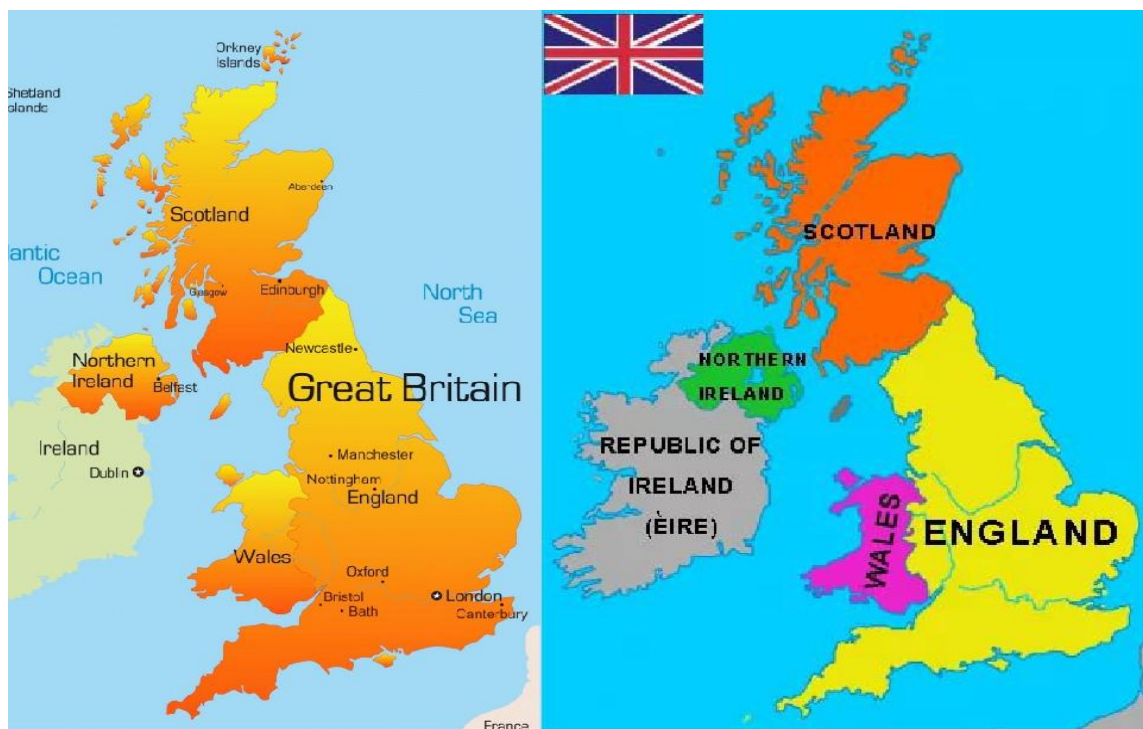 Orkney
Islands
Shetland
Islands
Aberdeen
Scotland
antic
Ocean
Glasgow
Edinburgh
North
Sea
Newcastle
Northern
Ireland
Belfast
Great Britain
Ireland
Dublin
Manchester
Nottingham
England
Wales
Oxford
London
Bristol
Bath
Canterbury
France
SCOTLAND
NORTHERN
IRELAND
REPUBLIC OF
IRELAND
(ÈIRE)
WALES
ENGLAND